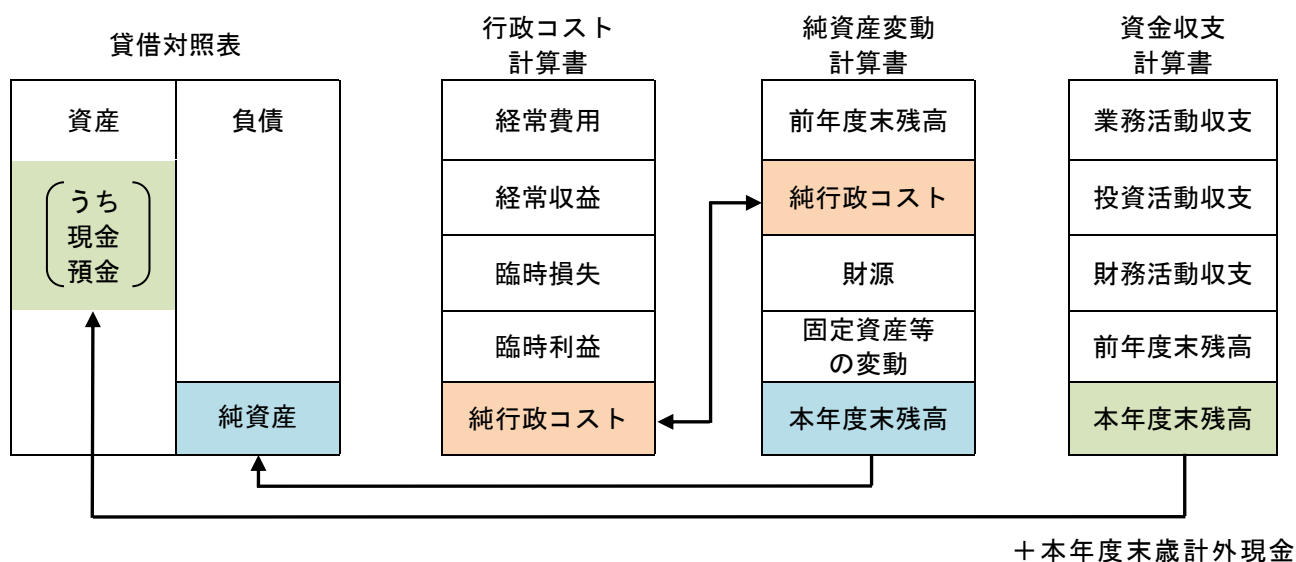 貸借対照表
資産
負債
うち
現金
預金
純資産
行政コスト
計算書
経常費用
経常収益
臨時損失
臨時利益
純行政コスト
純資産変動
計算書
前年度末残高
純行政コスト
財源
固定資産等
の変動
本年度末残高
資金収支
計算書
業務活動収支
投資活動収支
財務活動収支
前年度末残高
本年度末残高
＋本年度末歳計外現金